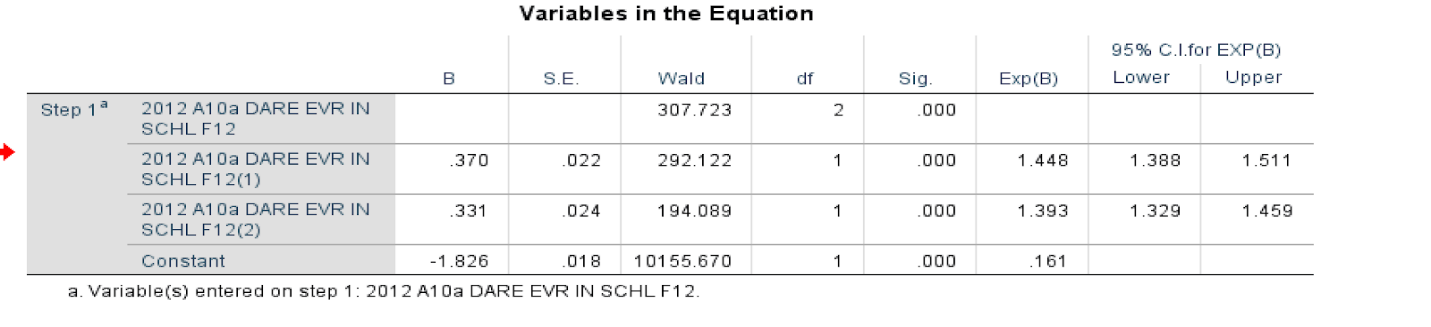 Variables in the Equation
95% C.I.for EXP(B)
B S.E. Wald df Sig. Exp(B) Lower Upper
Step 1a 2012 A10a DARE EVR IN SCHL F12 307.723 2 .000
2012 A10a DARE EVR IN SCHL F12(1) .370 .022 292.122 1 .000 1.448 1.388 1.511
2012 A10a DARE EVR IN SCHL F12(2) .331 .024 194.089 1 .000 1.393 1.329 1.459
Constant -1.826 .018 10155.670 1 .000 .161
a. Variable(s) entered on step 1: 2012 A10a DARE EVR IN SCHL F12.